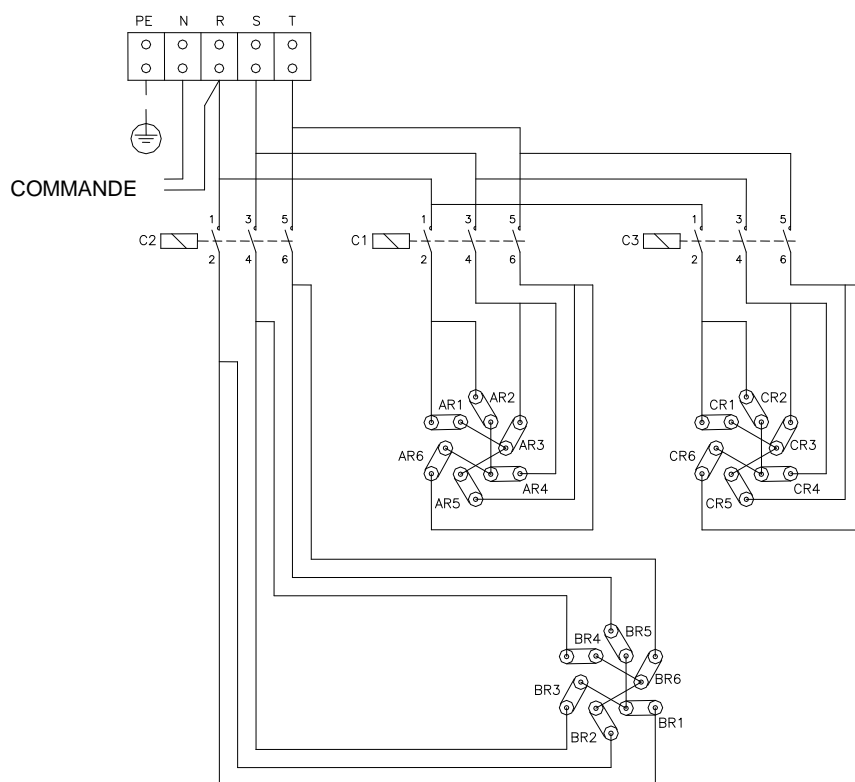 PE N R S T
COMMANDE
1 3 5 1 3 5 1 3 5
C2 C1 C3
2 4 6 2 4 6 2 4 6
AR1 AR2 CR1 CR2
AR3 CR3
AR6 CR6
AR5 AR4 CR5 CR4
BR4 BR5
BR6
BR3
BR2 BR1